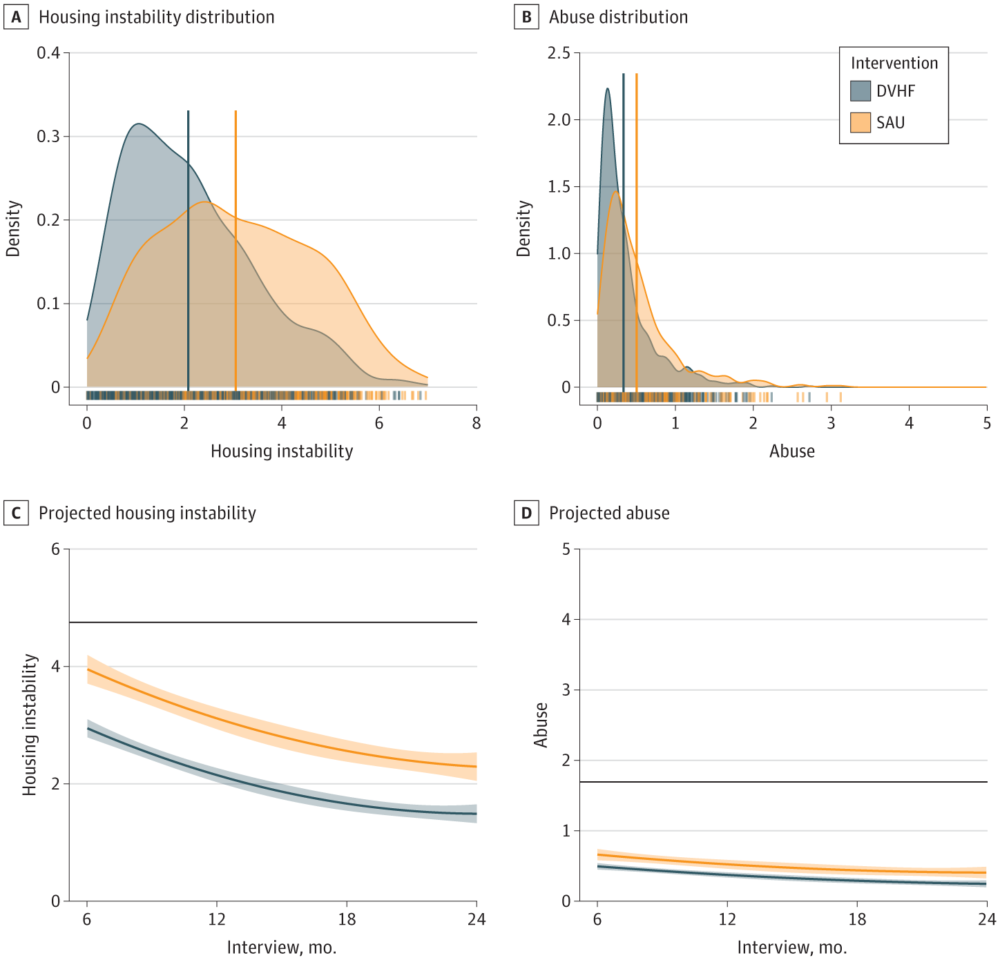 A Housing instability distribution
0.4
0.3
0.2
0.1
0
Density
0 2 4 6 8
Housing instability
B Abuse distribution
2.5
2.0
1.5
1.0
0.5
0
Density
Intervention
DVHF
SAU
0 1 2 3 4 5
Abuse
C Projected housing instability
6
4
2
0
Housing instability
6 12 18 24
Interview, mo.
D Projected abuse
5
4
3
2
1
0
Abuse
6 12 18 24
Interview, mo.